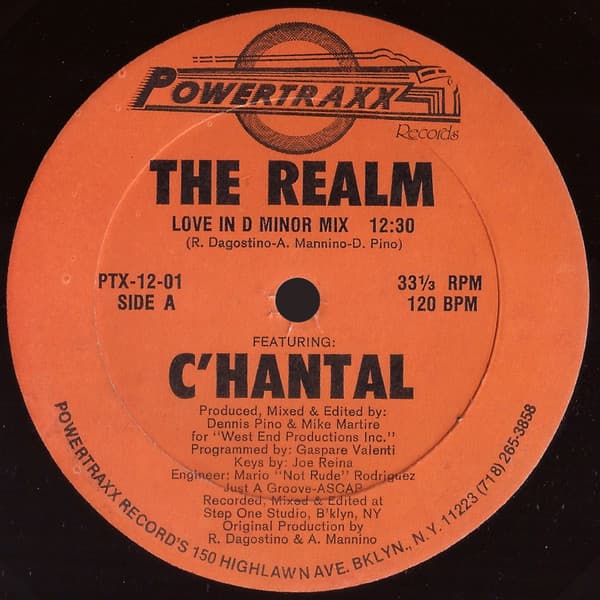 POWERTRAXX
Records
THE REALM
LOVE IN D MINOR MIX 12:30
(R. Dagostino-A. Mannino-D. Pino)
PTX-12-01
SIDE A
33⅓ RPM
120 BPM
FEATURING:
C'HANTAL
Produced, Mixed & Edited by:
Dennis Pino & Mike Martire
for "West End Productions Inc."
Programmed by: Gaspare Valenti
Keys by: Joe Reina
Engineer: Mario "Not Rude" Rodriguez
Just A Groove-ASCAP
Recorded, Mixed & Edited at
Step One Studio, B'klyn, NY
Original Production by
R. Dagostino & A. Mannino
POWERTRAXX RECORD'S 150 HIGHLAWN AVE. BKLYN., N.Y. 11223 (718) 265-3858